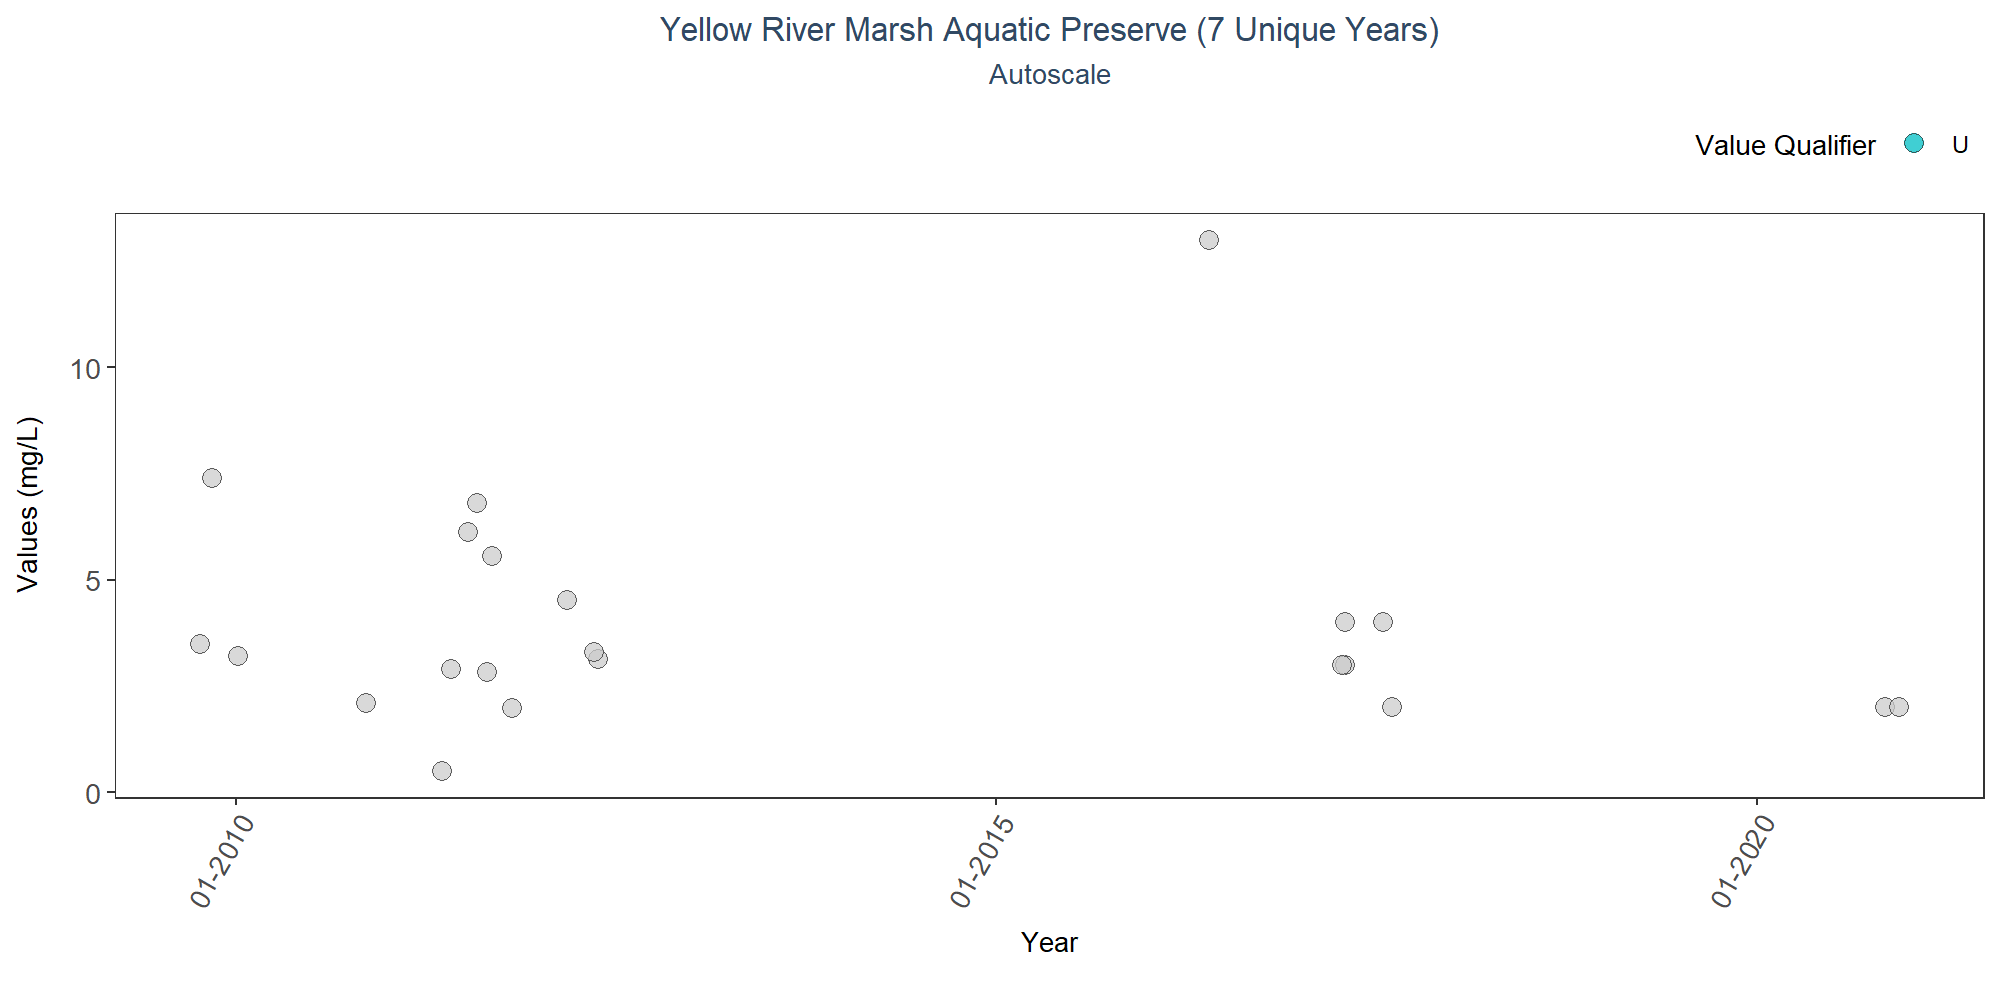 Yellow River Marsh Aquatic Preserve (7 Unique Years)
Autoscale
Value Qualifier U
Values (mg/L)
10
5
0
01-2010
01-2015
01-2020
Year